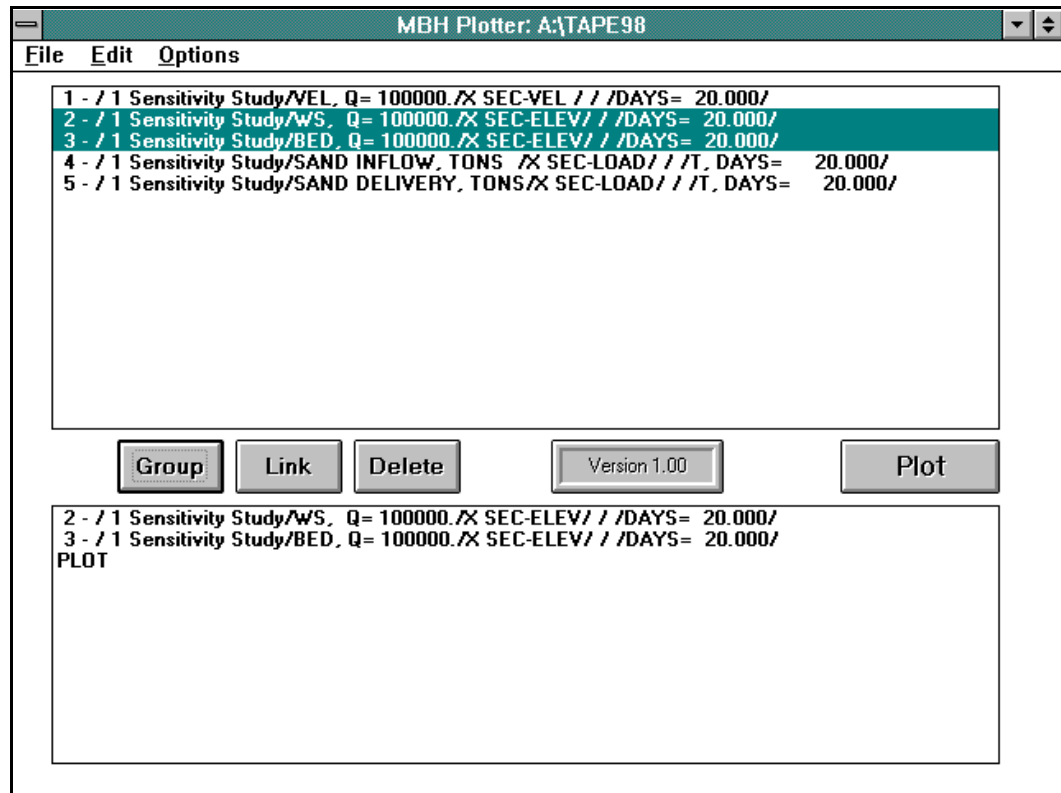 MBH Plotter: A:\TAPE98
File Edit Options
1 - / 1 Sensitivity Study/VEL, Q= 100000./X SEC-VEL / / /DAYS= 20.000/
2 - / 1 Sensitivity Study/WS, Q= 100000./X SEC-ELEV/ / /DAYS= 20.000/
3 - / 1 Sensitivity Study/BED, Q= 100000./X SEC-ELEV/ / /DAYS= 20.000/
4 - / 1 Sensitivity Study/SAND INFLOW, TONS /X SEC-LOAD/ / /T, DAYS= 20.000/
5 - / 1 Sensitivity Study/SAND DELIVERY, TONS/X SEC-LOAD/ / /T, DAYS= 20.000/
Group Link Delete Version 1.00 Plot
2 - / 1 Sensitivity Study/WS, Q= 100000./X SEC-ELEV/ / /DAYS= 20.000/
3 - / 1 Sensitivity Study/BED, Q= 100000./X SEC-ELEV/ / /DAYS= 20.000/
PLOT